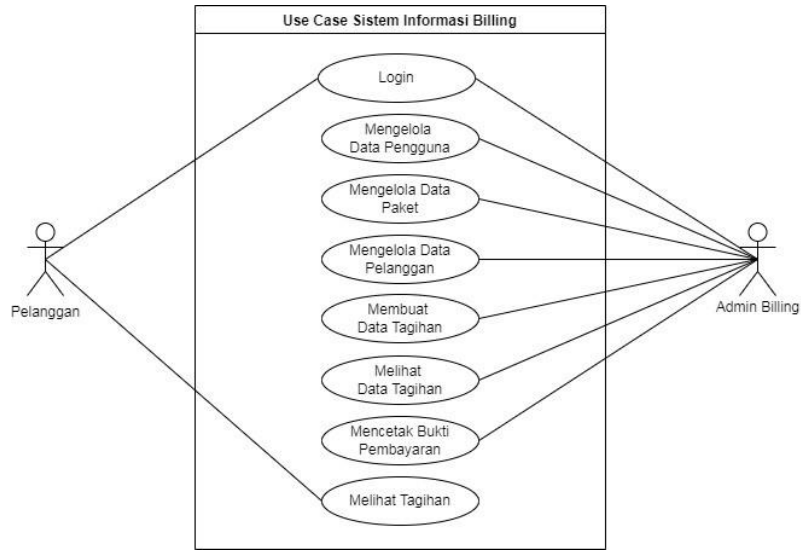 Use Case Sistem Informasi Billing
Login
Mengelola
Data Pengguna
Mengelola Data
Paket
Mengelola Data
Pelanggan
Membuat
Data Tagihan
Melihat
Data Tagihan
Mencetak Bukti
Pembayaran
Melihat Tagihan
Pelanggan
Admin Billing